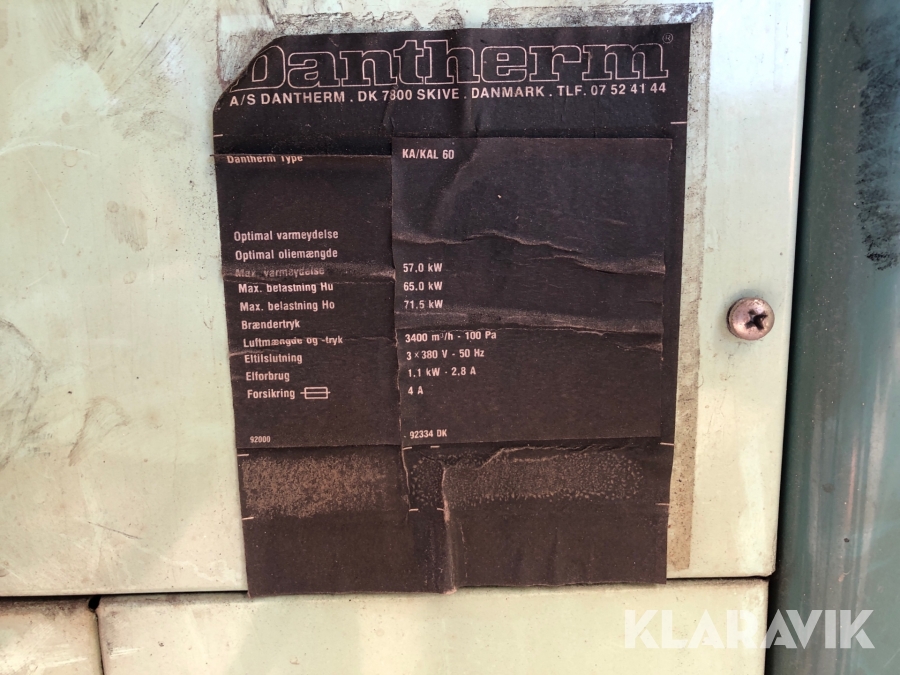 Dantherm®
A/S DANTHERM . DK 7800 SKIVE . DANMARK . TLF. 07 52 41 44
Dantherm Type KA/KAL 60
Optimal varmeydelse
Optimal oliemængde
Max. varmeydelse 57.0 kW
Max. belastning Hu 65.0 kW
Max. belastning Ho 71.5 kW
Brændertryk
Luftmængde og -tryk 3400 m³/h - 100 Pa
Eltilslutning 3 × 380 V - 50 Hz
Elforbrug 1.1 kW - 2.8 A
Forsikring 4 A
92000 92334 DK
KLARAVIK